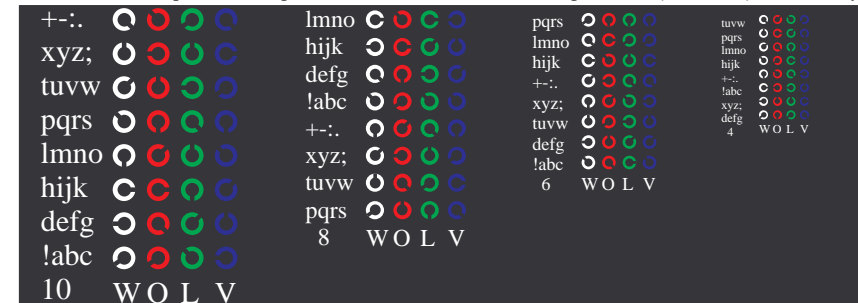 +-:.
xyz;
tuvw
pqrs
lmno
hijk
defg
!abc
10 W O L V
lmno
hijk
defg
!abc
+-:.
xyz;
tuvw
pqrs
8 W O L V
pqrs
lmno
hijk
+-:.
xyz;
tuvw
defg
!abc
6 W O L V
tuvw
pqrs
lmno
hijk
+-:.
!abc
xyz;
defg
4 W O L V